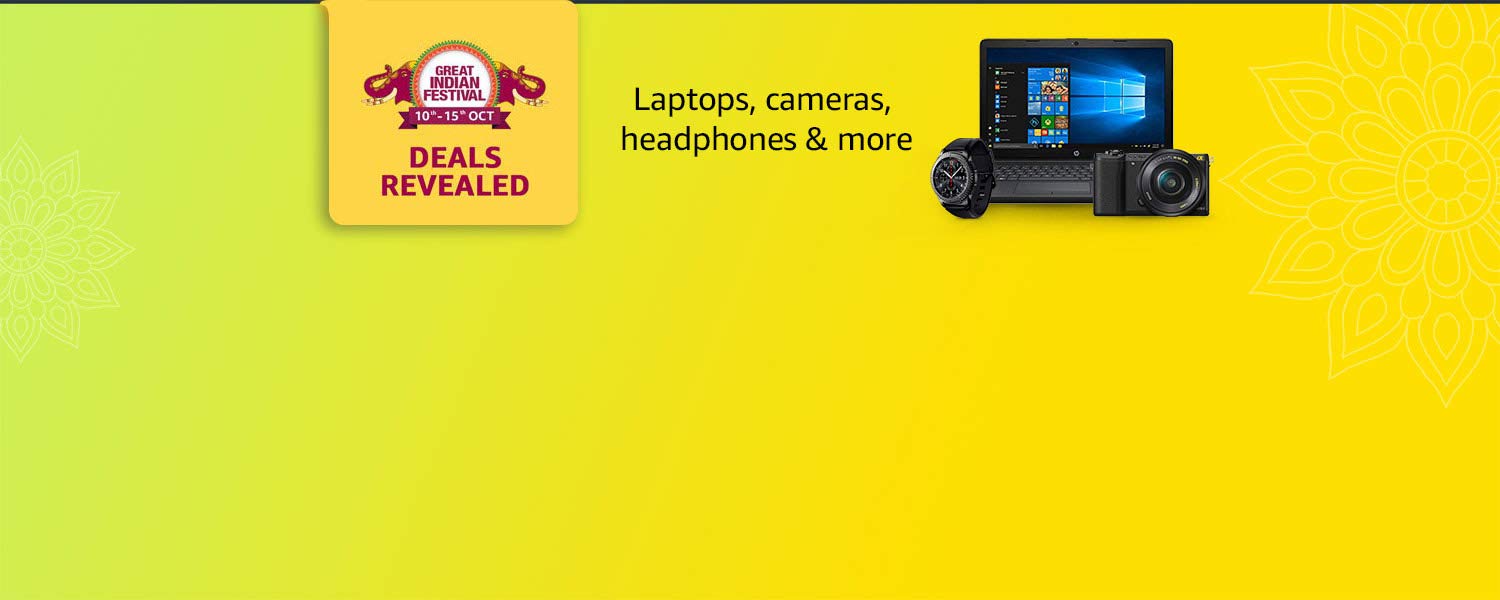 GREAT
INDIAN
FESTIVAL
10th-15th OCT
DEALS
REVEALED
Laptops, cameras,
headphones & more